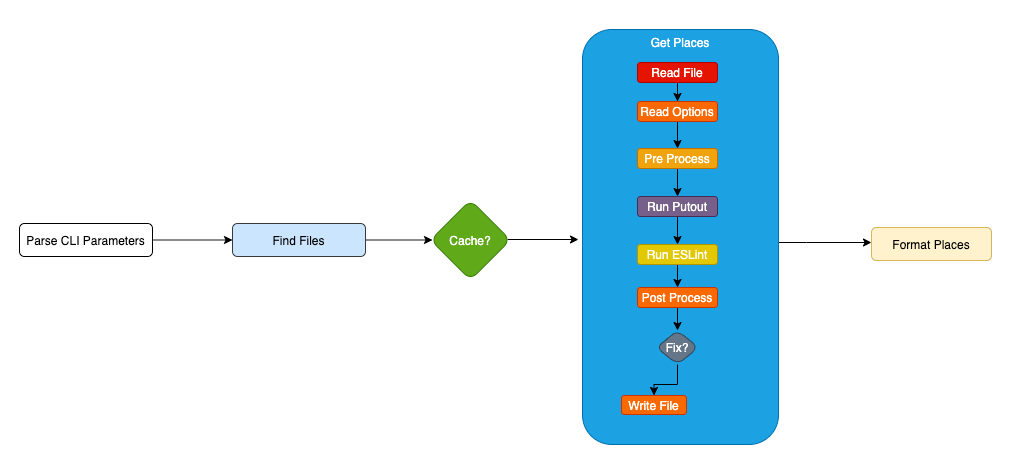 Parse CLI Parameters
Find Files
Cache?
Get Places
Read File
Read Options
Pre Process
Run Putout
Run ESLint
Post Process
Fix?
Write File
Format Places